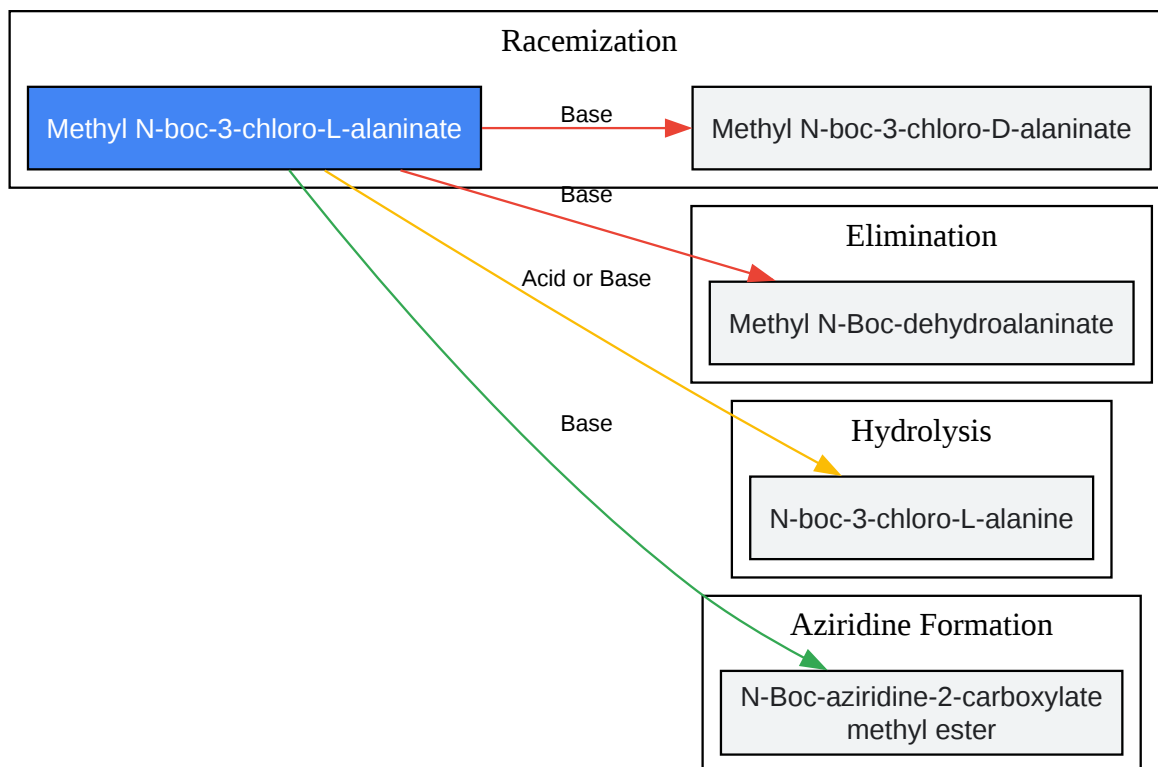 Racemization
Methyl N-boc-3-chloro-L-alaninate
Base
Methyl N-boc-3-chloro-D-alaninate
Base
Elimination
Methyl N-Boc-dehydroalaninate
Acid or Base
Hydrolysis
N-boc-3-chloro-L-alanine
Base
Aziridine Formation
N-Boc-aziridine-2-carboxylate
methyl ester